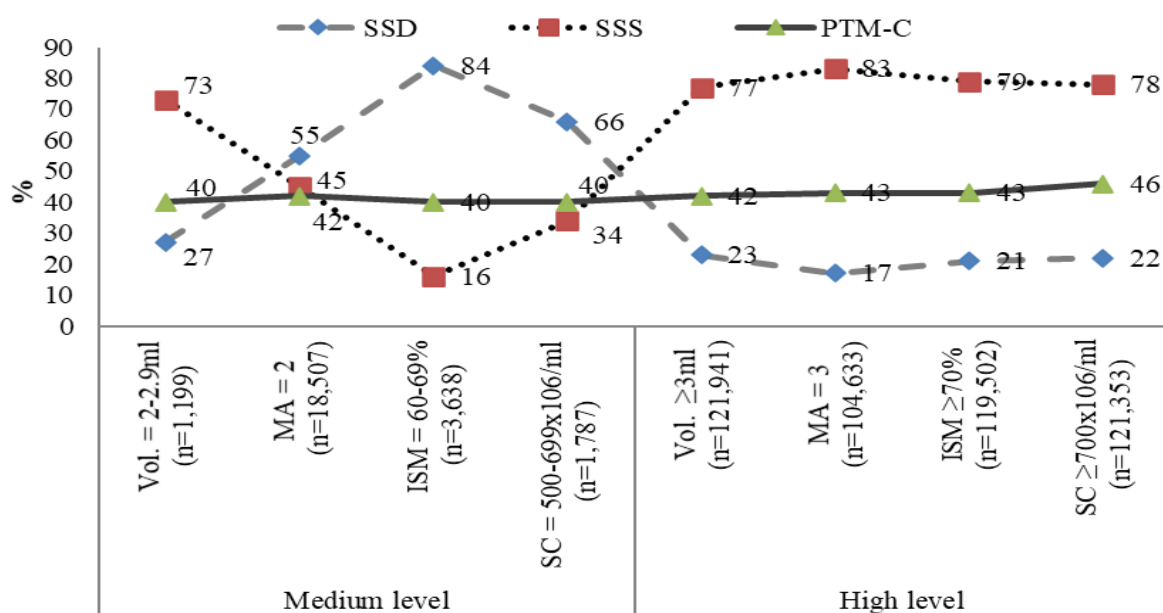 SSD SSS PTM-C
90
80
70
60
50
40
30
20
10
0
%
73 45 16 34 77 83 79 78
27 55 84 66 23 17 21 22
40 42 40 40 42 43 43 46
Vol. = 2-2.9ml
(n=1,199)
MA = 2
(n=18,507)
ISM = 60-69%
(n=3,638)
SC = 500-699x106/ml
(n=1,787)
Vol. ≥3ml
(n=121,941)
MA = 3
(n=104,633)
ISM ≥70%
(n=119,502)
SC ≥700x106/ml
(n=121,353)
Medium level
High level